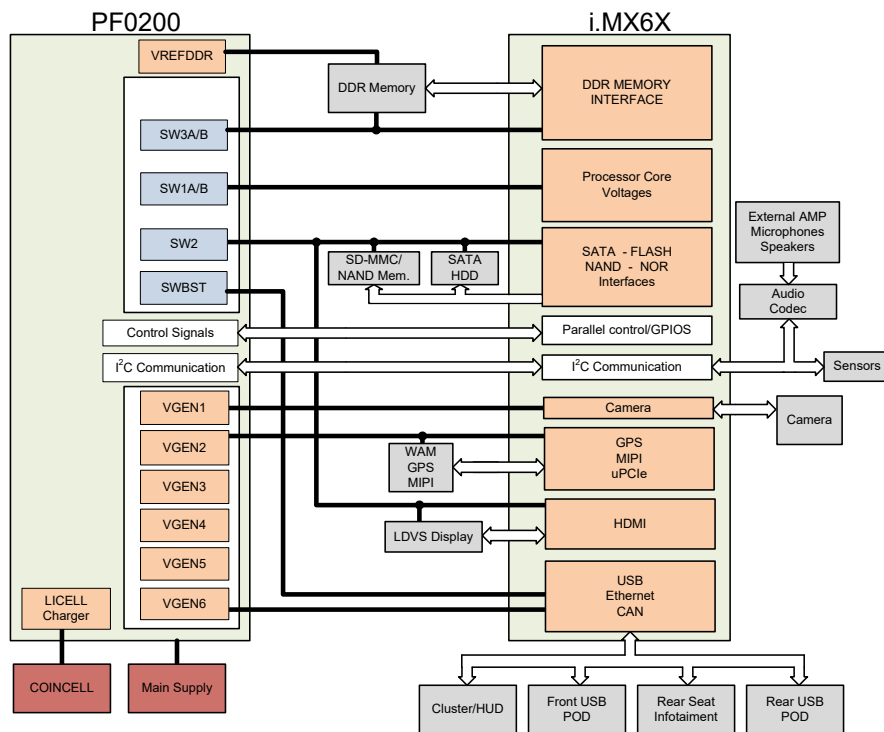 PF0200
i.MX6X
VREFDDR
DDR Memory
DDR MEMORY
INTERFACE
SW3A/B
SW1A/B
Processor Core
Voltages
SW2
SD-MMC/
NAND Mem.
SATA
HDD
SATA - FLASH
NAND - NOR
Interfaces
External AMP
Microphones
Speakers
SWBST
Audio
Codec
Control Signals
Parallel control/GPIOS
I²C Communication
I²C Communication
Sensors
VGEN1
Camera
Camera
VGEN2
WAM
GPS
MIPI
GPS
MIPI
uPCIe
VGEN3
VGEN4
LDVS Display
HDMI
VGEN5
VGEN6
USB
Ethernet
CAN
LICELL
Charger
COINCELL
Main Supply
Cluster/HUD
Front USB
POD
Rear Seat
Infotaiment
Rear USB
POD